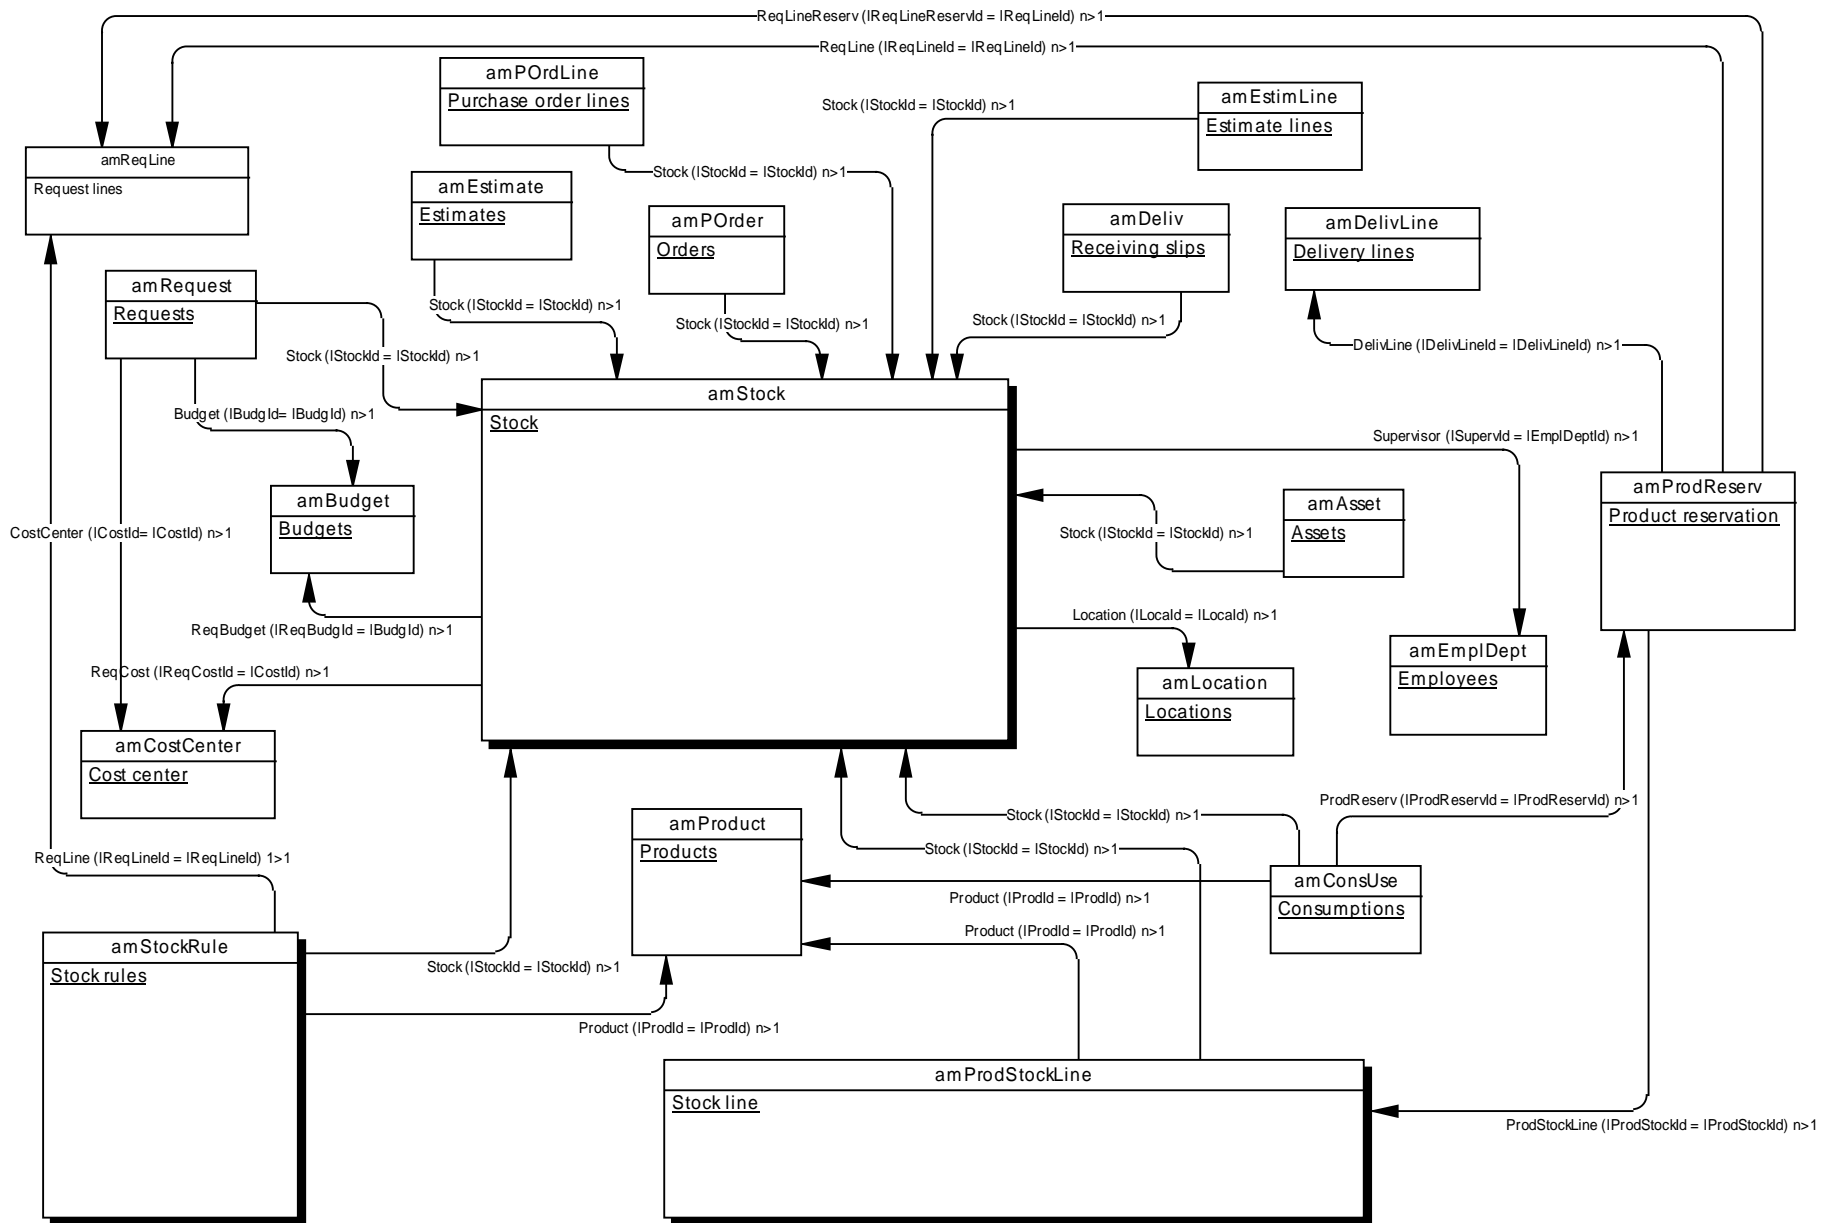 ReqLineReserv (lReqLineReservId = lReqLineId) n>1
ReqLine (lReqLineId = lReqLineId) n>1
amPOrdLine
Purchase order lines
amEstimLine
Estimate lines
Stock (lStockId = lStockId) n>1
amReqLine
Request lines
Stock (lStockId = lStockId) n>1
amEstimate
Estimates
amPOrder
Orders
amDeliv
Receiving slips
amDelivLine
Delivery lines
amRequest
Requests
Stock (lStockId = lStockId) n>1
Stock (lStockId = lStockId) n>1
Stock (lStockId = lStockId) n>1
DelivLine (lDelivLineId = lDelivLineId) n>1
Stock (lStockId = lStockId) n>1
amStock
Stock
Budget (lBudgId= lBudgId) n>1
Supervisor (lSupervId = lEmplDeptId) n>1
amProdReserv
Product reservation
amBudget
Budgets
amAsset
Assets
CostCenter (lCostId= lCostId) n>1
Stock (lStockId = lStockId) n>1
Location (lLocaId = lLocaId) n>1
ReqBudget (lReqBudgId = lBudgId) n>1
amEmplDept
Employees
ReqCost (lReqCostId = lCostId) n>1
amLocation
Locations
amCostCenter
Cost center
ProdReserv (lProdReservId = lProdReservId) n>1
Stock (lStockId = lStockId) n>1
amProduct
Products
Stock (lStockId = lStockId) n>1
ReqLine (lReqLineId = lReqLineId) 1>1
amConsUse
Consumptions
Product (lProdId = lProdId) n>1
Product (lProdId = lProdId) n>1
amStockRule
Stock rules
Stock (lStockId = lStockId) n>1
Product (lProdId = lProdId) n>1
amProdStockLine
Stock line
ProdStockLine (lProdStockId = lProdStockId) n>1